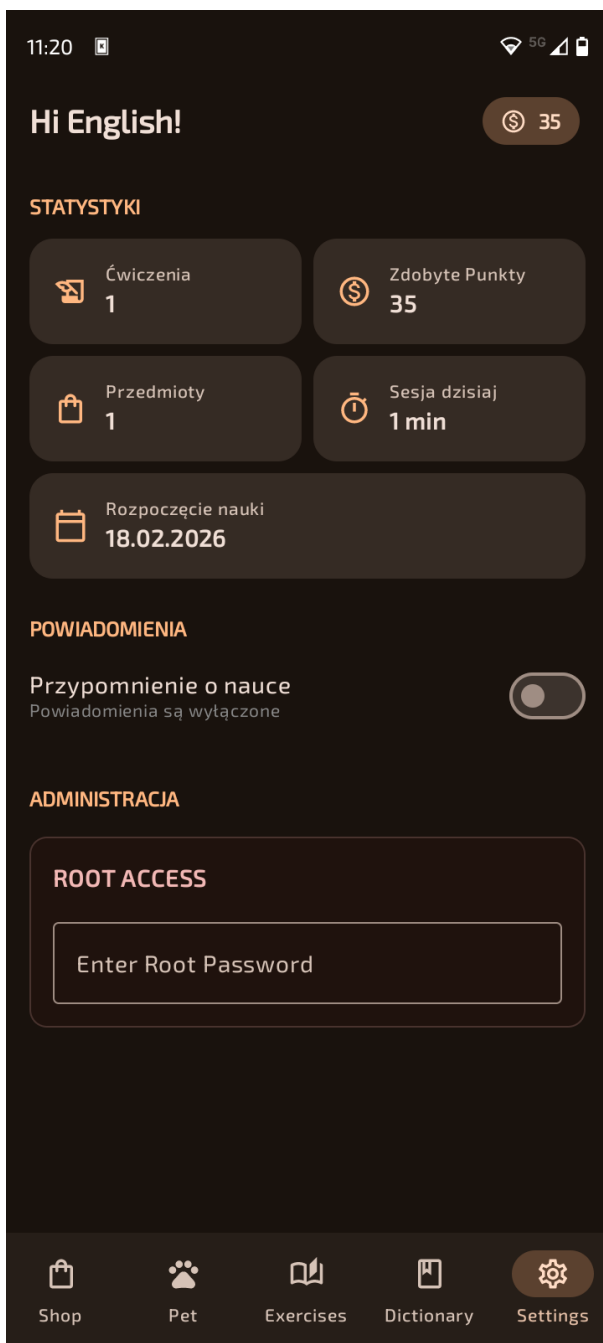 11:20
5G
Hi English!
35
STATYSTYKI
Ćwiczenia
1
Zdobyte Punkty
35
Przedmioty
1
Sesja dzisiaj
1 min
Rozpoczęcie nauki
18.02.2026
POWIADOMIENIA
Przypomnienie o nauce
Powiadomienia są wyłączone
ADMINISTRACJA
ROOT ACCESS
Enter Root Password
Shop
Pet
Exercises
Dictionary
Settings